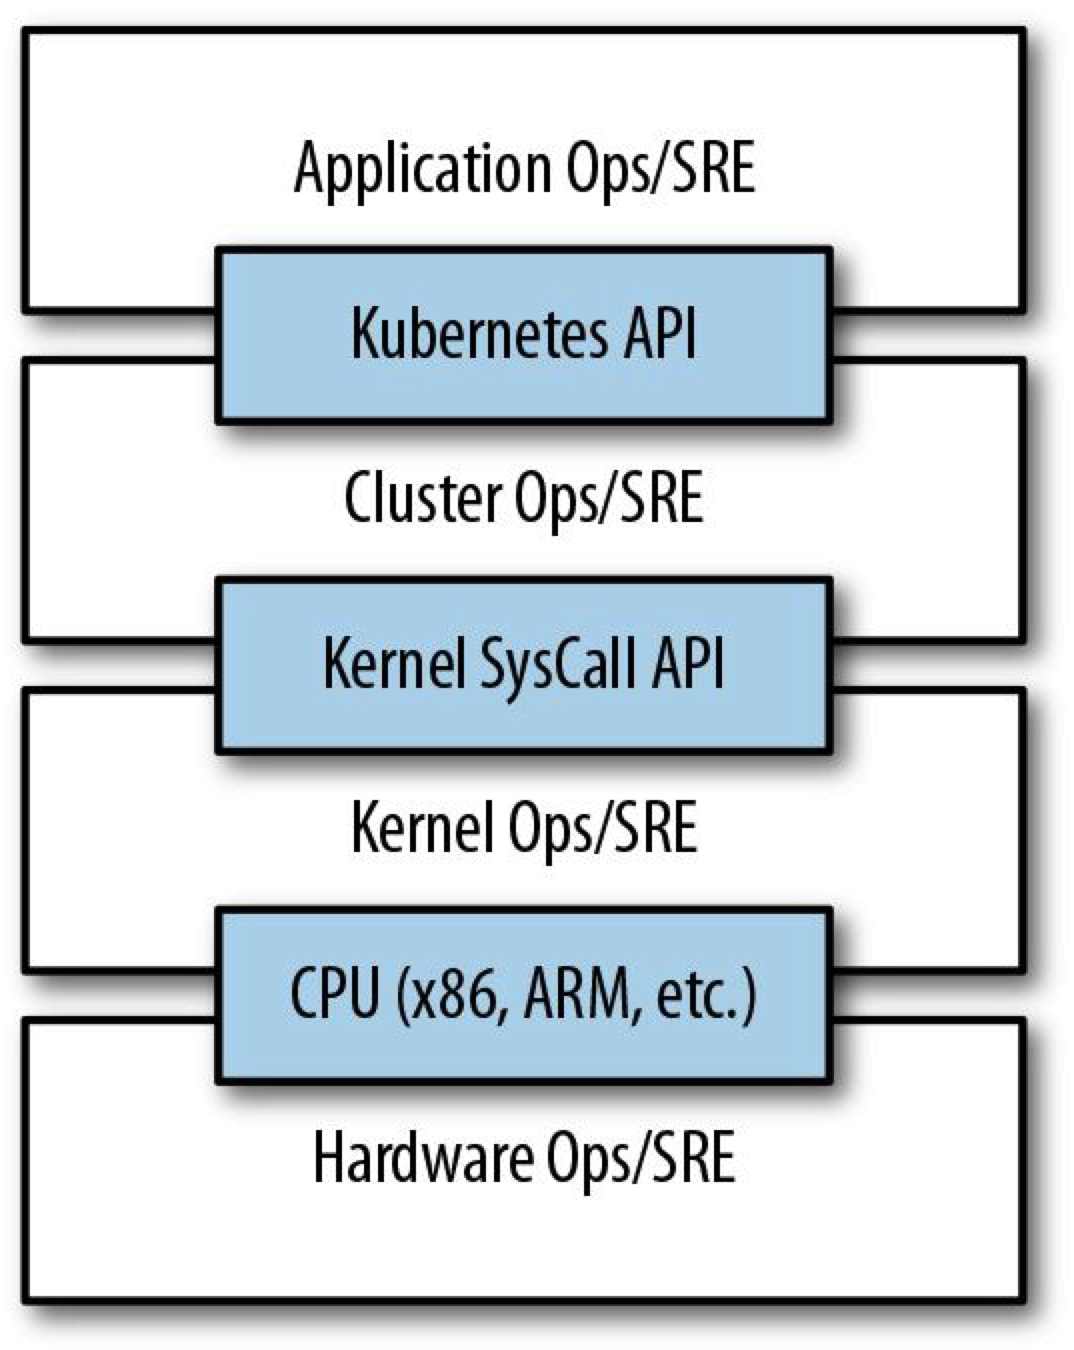 Application Ops/SRE
Kubernetes API
Cluster Ops/SRE
Kernel SysCall API
Kernel Ops/SRE
CPU (x86, ARM, etc.)
Hardware Ops/SRE